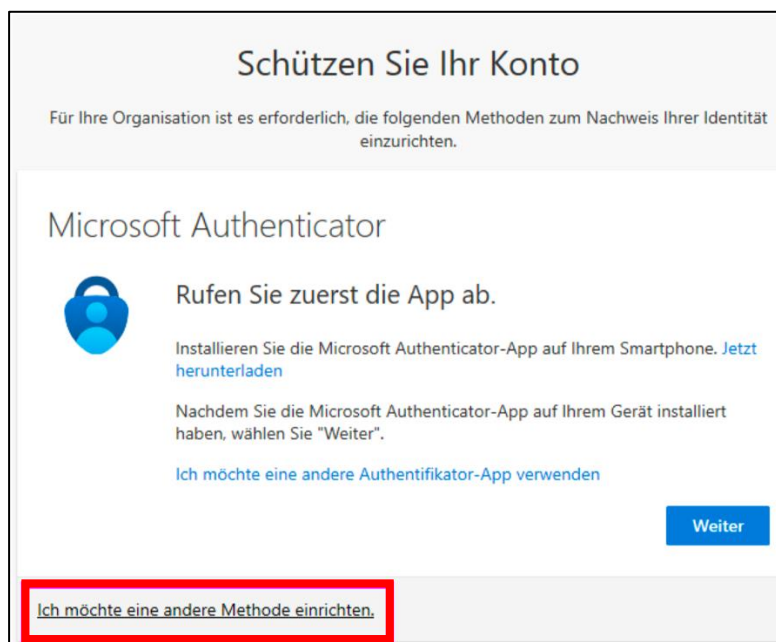 Schützen Sie Ihr Konto
Für Ihre Organisation ist es erforderlich, die folgenden Methoden zum Nachweis Ihrer Identität
einzurichten.
Microsoft Authenticator
Rufen Sie zuerst die App ab.
Installieren Sie die Microsoft Authenticator-App auf Ihrem Smartphone. Jetzt
herunterladen
Nachdem Sie die Microsoft Authenticator-App auf Ihrem Gerät installiert
haben, wählen Sie "Weiter".
Ich möchte eine andere Authentifikator-App verwenden
Weiter
Ich möchte eine andere Methode einrichten.